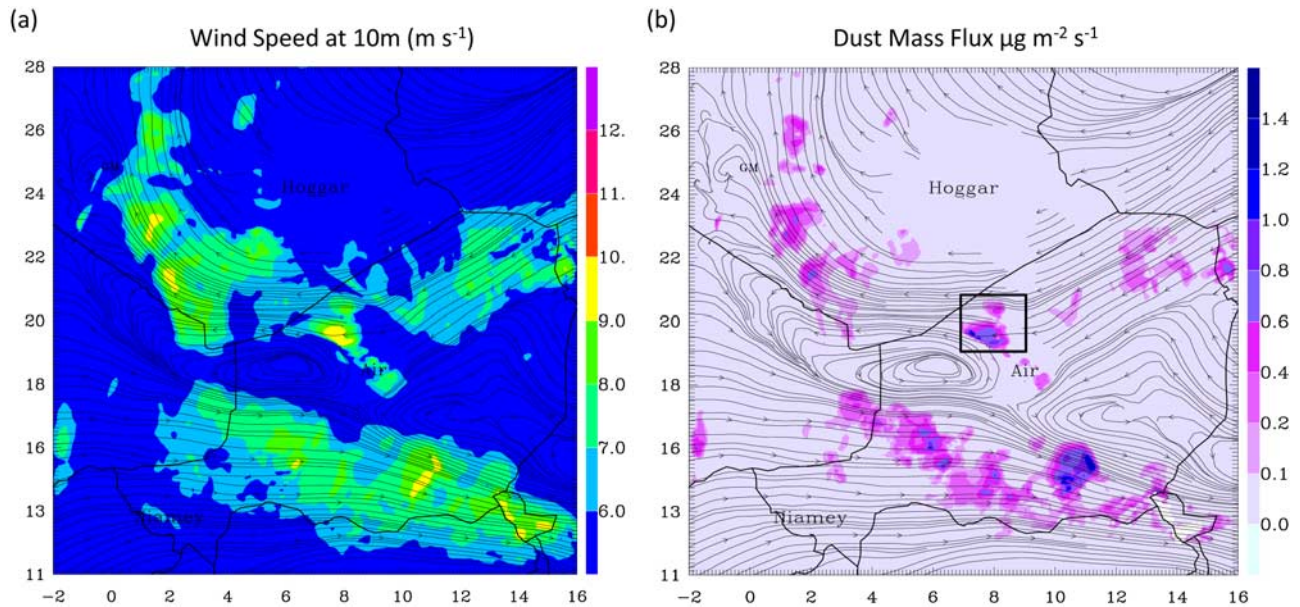 (a)
Wind Speed at 10m (m s-1)
28
26
24
22
20
18
16
13
11
-2 0 2 4 6 8 10 12 14 16
GM
Hoggar
Air
Niamey
12.
11.
10.
9.0
8.0
7.0
6.0
(b)
Dust Mass Flux µg m-2 s-1
28
26
24
22
20
18
16
13
11
-2 0 2 4 6 8 10 12 14 16
GM
Hoggar
Air
Niamey
1.4
1.2
1.0
0.8
0.6
0.4
0.2
0.1
0.0